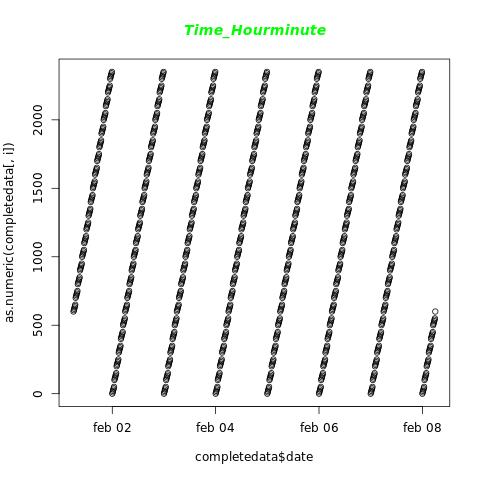 Time_Hourminute
as.numeric(completedata[, i])
2000
1500
1000
500
0
feb 02
feb 04
feb 06
feb 08
completedata$date